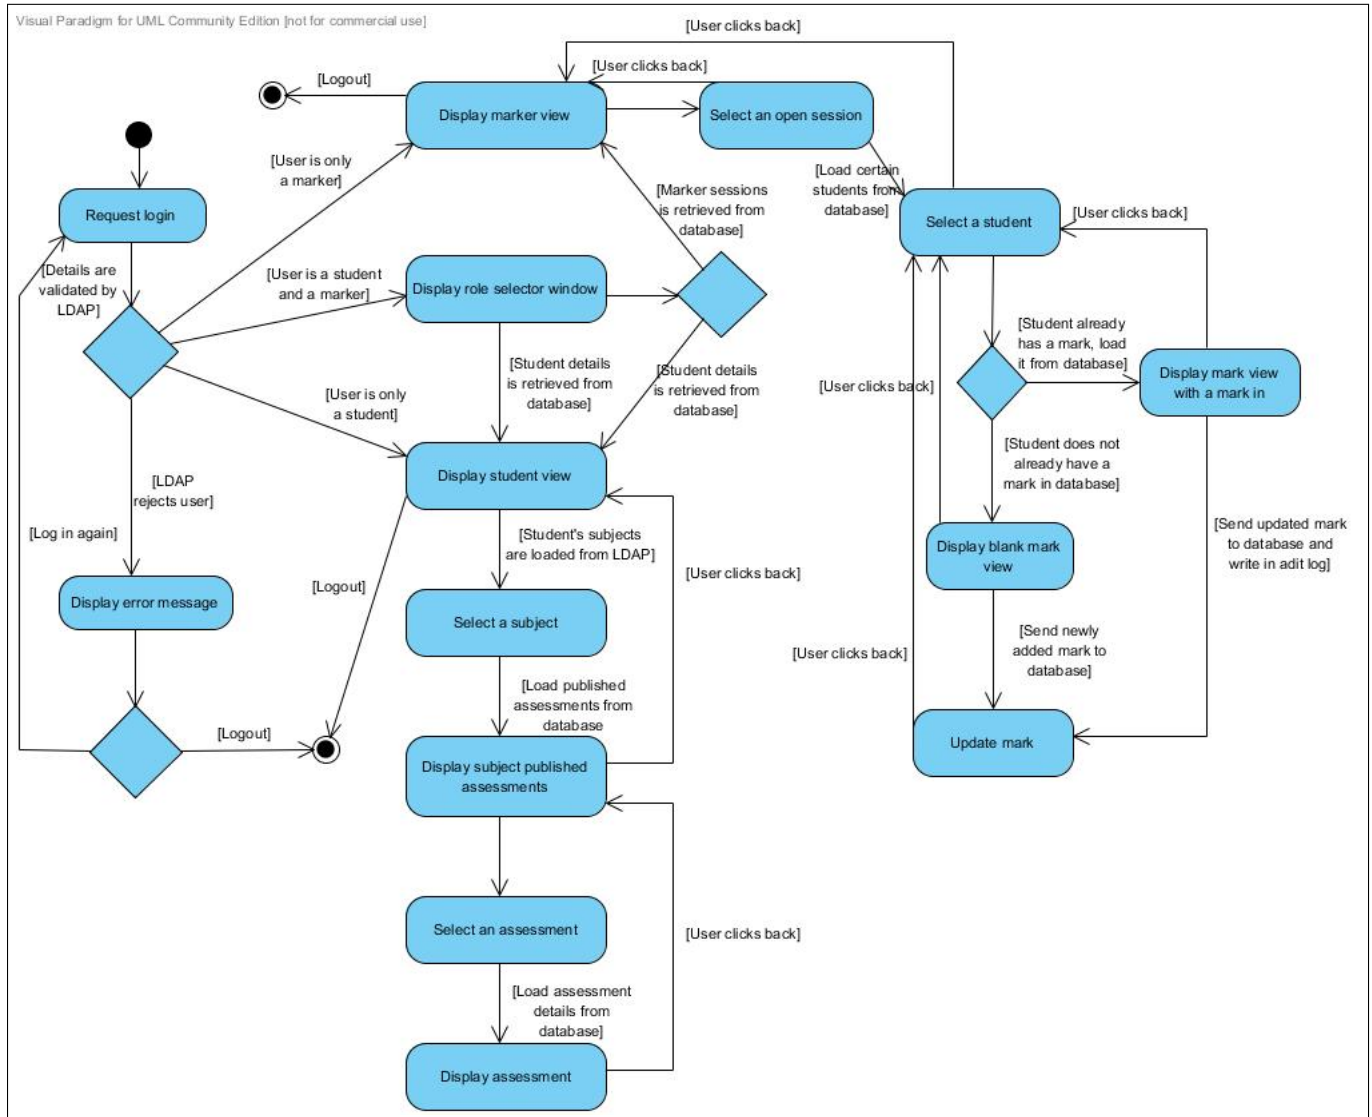 Visual Paradigm for UML Community Edition [not for commercial use]
[User clicks back]
[Logout]
[User clicks back]
Display marker view
Select an open session
[User is only
a marker]
[Load certain
students from
database]
[Marker sessions
is retrieved from
database]
Request login
Select a student
[User clicks back]
[Details are
validated by
LDAP]
[User is a student
and a marker]
Display role selector window
[Student already
has a mark, load
it from database]
[Student details
is retrieved from
database]
[Student details
is retrieved from
database]
[User clicks back]
Display mark view
with a mark in
[User is only
a student]
[Student does not
already have a
mark in database]
Display student view
[LDAP
rejects user]
[Log in again]
[Student's subjects
are loaded from LDAP]
[Send updated mark
to database and
write in adit log]
Display blank mark
view
[User clicks back]
[Logout]
Display error message
Select a subject
[Send newly
added mark to
database]
[User clicks back]
[Load published
assessments from
database
[Logout]
Update mark
Display subject published
assessments
Select an assessment
[User clicks back]
[Load assessment
details from
database]
Display assessment